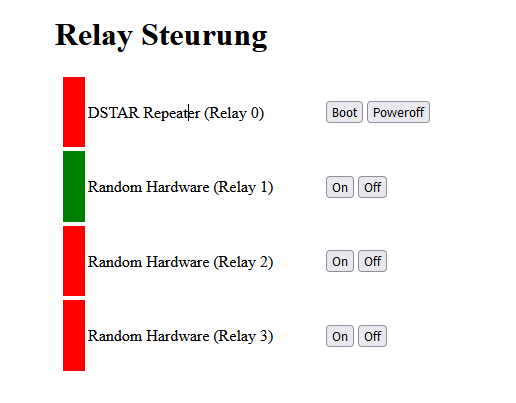 Relay Steurung
DSTAR Repeater (Relay 0) Boot Poweroff
Random Hardware (Relay 1) On Off
Random Hardware (Relay 2) On Off
Random Hardware (Relay 3) On Off